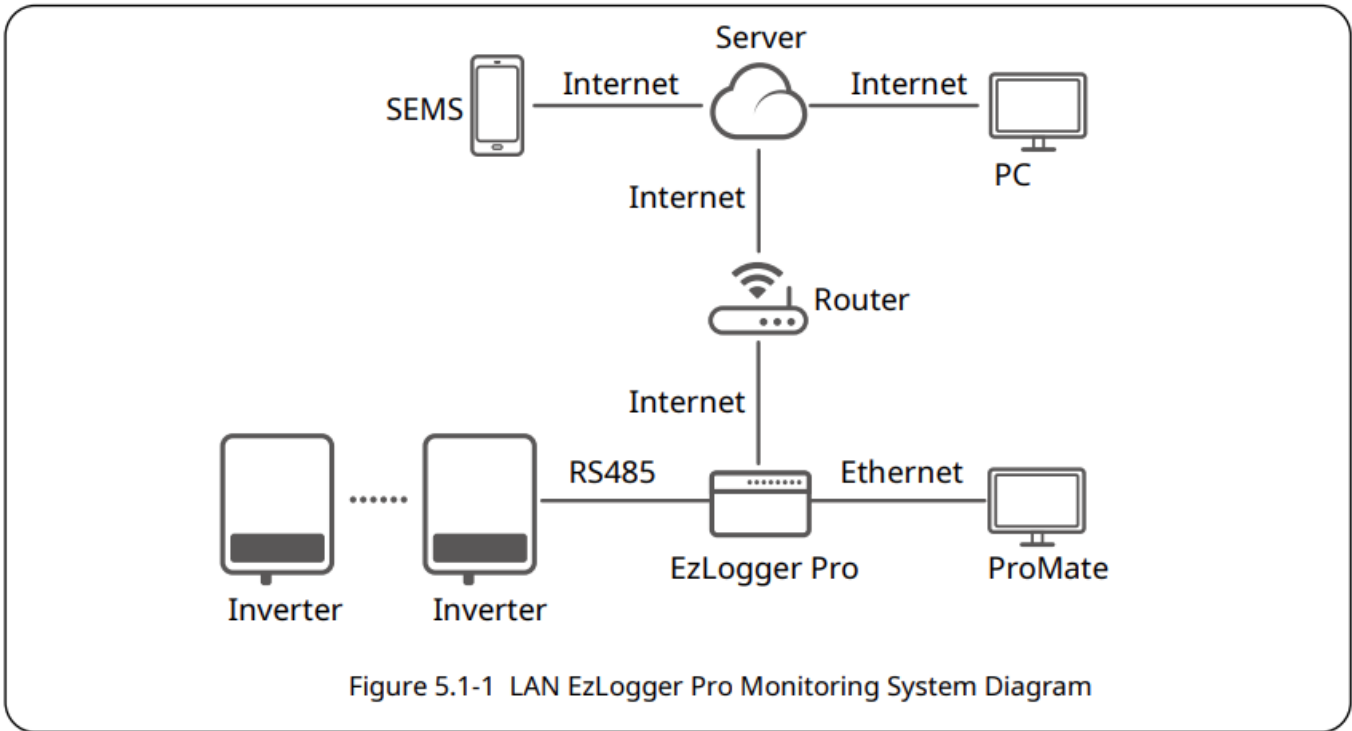 Server
Internet
Internet
SEMS
PC
Internet
Router
Internet
RS485
Ethernet
EzLogger Pro
ProMate
Inverter
Inverter
Figure 5.1-1 LAN EzLogger Pro Monitoring System Diagram